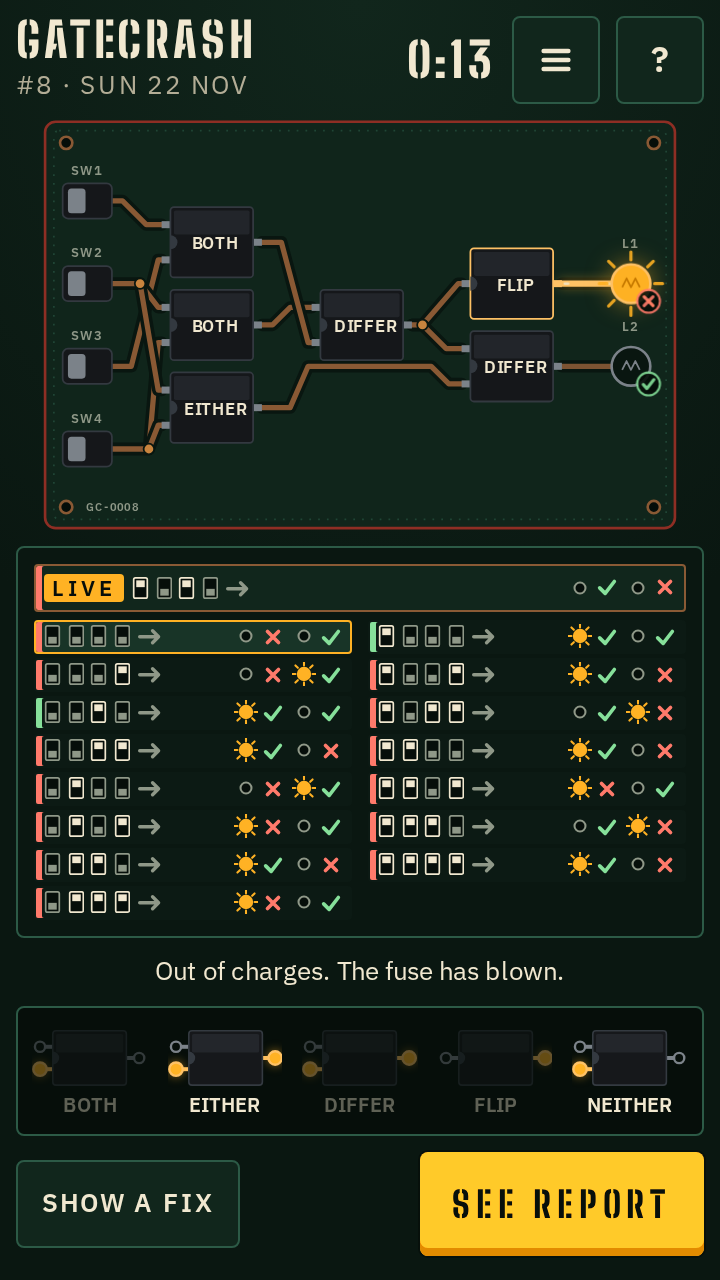 GATECRASH
#8 · SUN 22 NOV
0:13
?
SW1
SW2
SW3
SW4
BOTH
BOTH
EITHER
DIFFER
FLIP
DIFFER
L1
L2
GC-0008
LIVE
Out of charges. The fuse has blown.
BOTH
EITHER
DIFFER
FLIP
NEITHER
SHOW A FIX
SEE REPORT